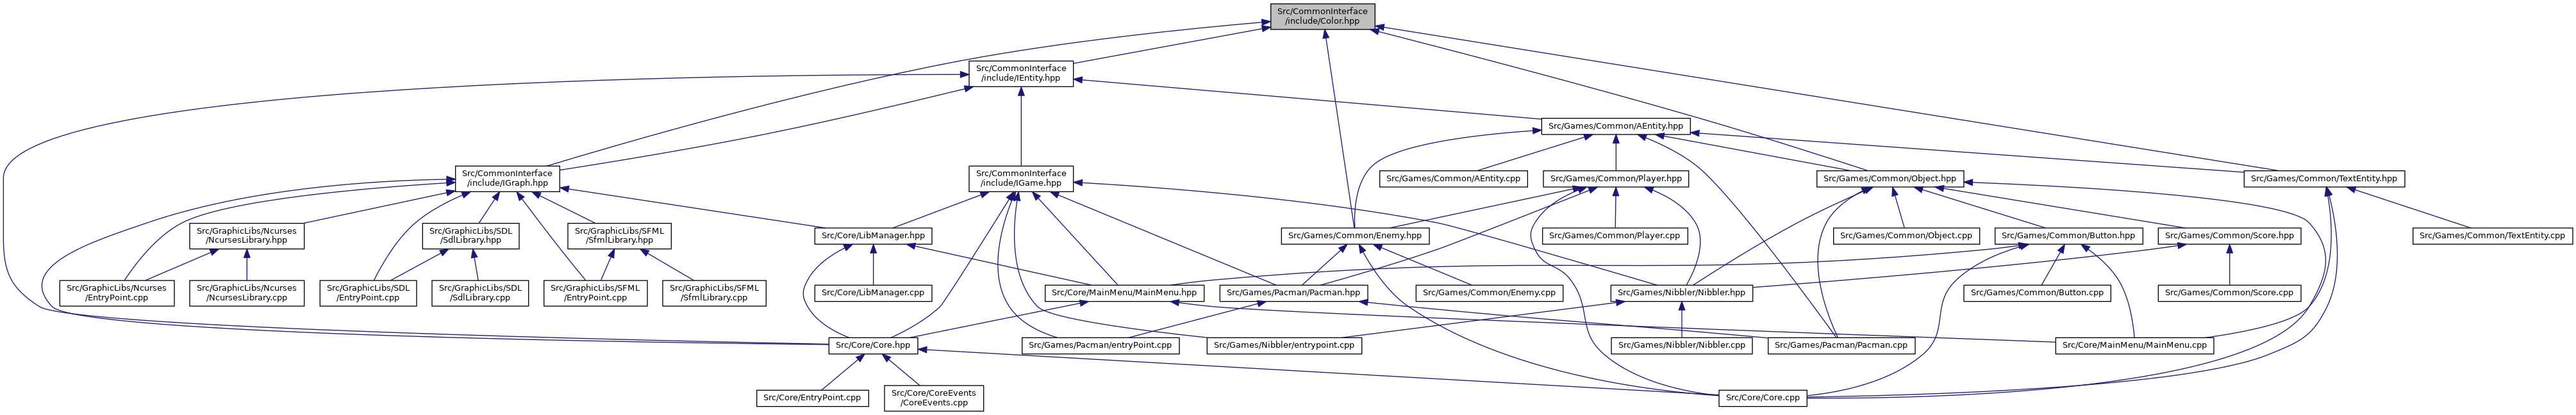 Src/CommonInterface
/include/Color.hpp
Src/CommonInterface
/include/IEntity.hpp
Src/Games/Common/AEntity.hpp
Src/CommonInterface
/include/IGraph.hpp
Src/CommonInterface
/include/IGame.hpp
Src/Games/Common/AEntity.cpp
Src/Games/Common/Player.hpp
Src/Games/Common/Object.hpp
Src/Games/Common/TextEntity.hpp
Src/GraphicLibs/Ncurses
/NcursesLibrary.hpp
Src/GraphicLibs/SDL
/SdlLibrary.hpp
Src/GraphicLibs/SFML
/SfmlLibrary.hpp
Src/Core/LibManager.hpp
Src/Games/Common/Enemy.hpp
Src/Games/Common/Player.cpp
Src/Games/Common/Object.cpp
Src/Games/Common/Button.hpp
Src/Games/Common/Score.hpp
Src/Games/Common/TextEntity.cpp
Src/GraphicLibs/Ncurses
/EntryPoint.cpp
Src/GraphicLibs/Ncurses
/NcursesLibrary.cpp
Src/GraphicLibs/SDL
/EntryPoint.cpp
Src/GraphicLibs/SDL
/SdlLibrary.cpp
Src/GraphicLibs/SFML
/EntryPoint.cpp
Src/GraphicLibs/SFML
/SfmlLibrary.cpp
Src/Core/LibManager.cpp
Src/Core/MainMenu/MainMenu.hpp
Src/Games/Pacman/Pacman.hpp
Src/Games/Common/Enemy.cpp
Src/Games/Nibbler/Nibbler.hpp
Src/Games/Common/Button.cpp
Src/Games/Common/Score.cpp
Src/Core/Core.hpp
Src/Games/Pacman/entryPoint.cpp
Src/Games/Nibbler/entrypoint.cpp
Src/Games/Nibbler/Nibbler.cpp
Src/Games/Pacman/Pacman.cpp
Src/Core/MainMenu/MainMenu.cpp
Src/Core/EntryPoint.cpp
Src/Core/CoreEvents
/CoreEvents.cpp
Src/Core/Core.cpp